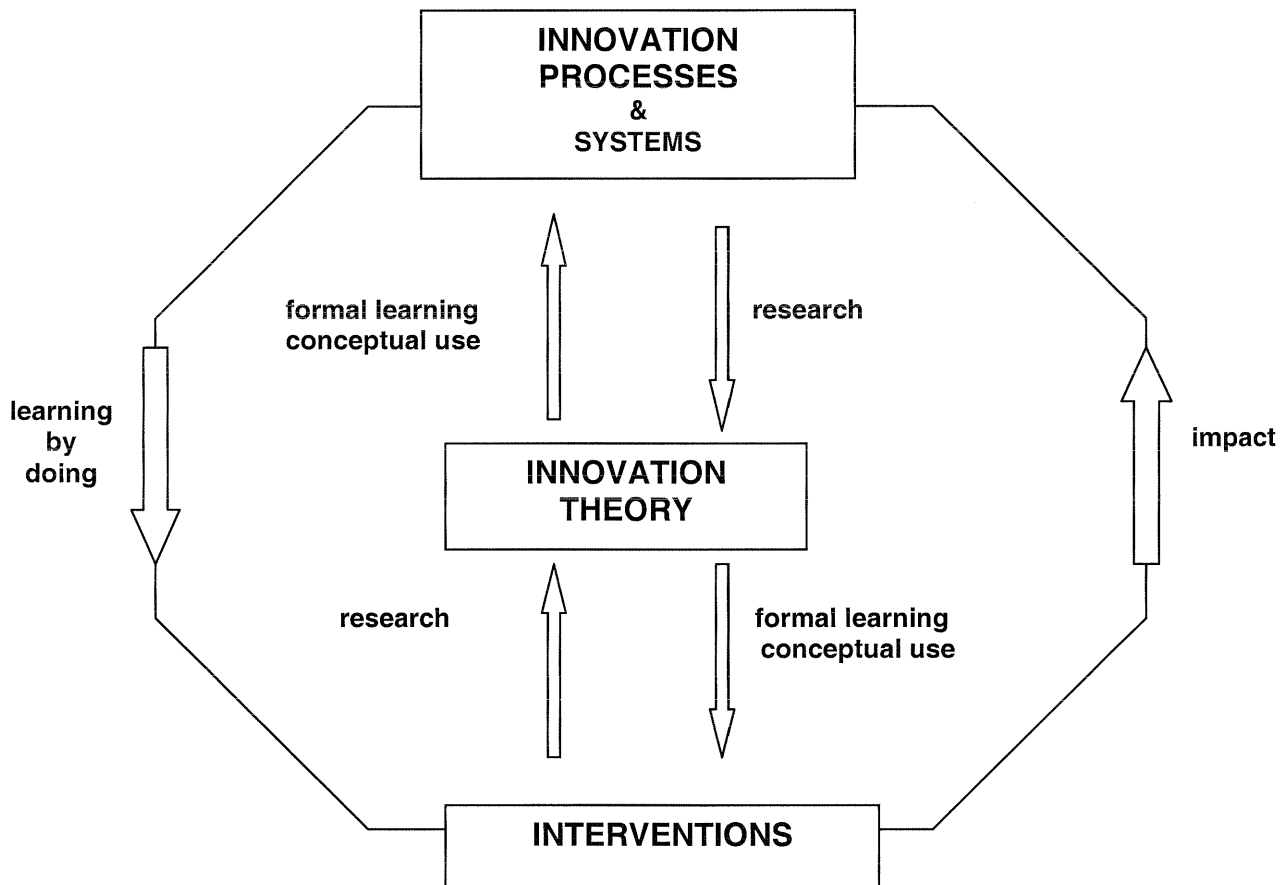 INNOVATION
PROCESSES
&
SYSTEMS
formal learning
conceptual use
research
learning
by
doing
impact
INNOVATION
THEORY
research
formal learning
conceptual use
INTERVENTIONS